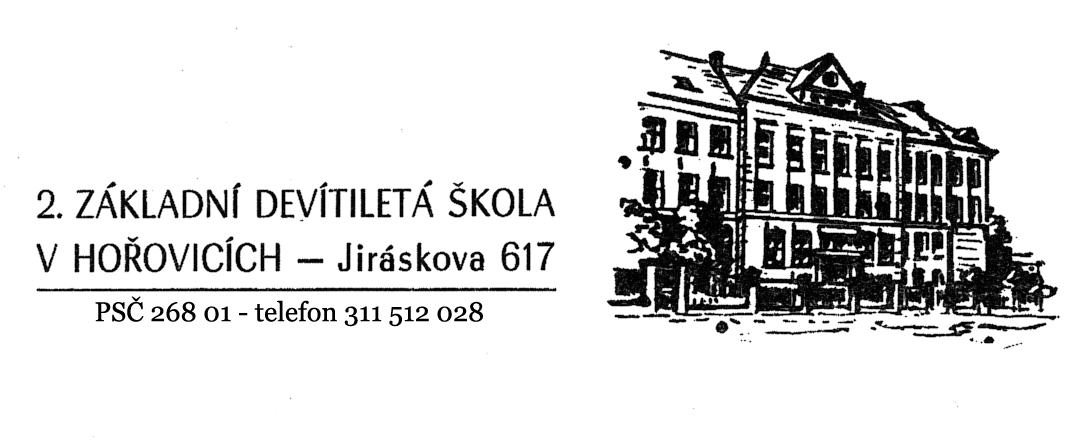 2. ZÁKLADNÍ DEVÍTILETÁ ŠKOLA
V HOŘOVICÍCH – Jiráskova 617
PSČ 268 01 - telefon 311 512 028